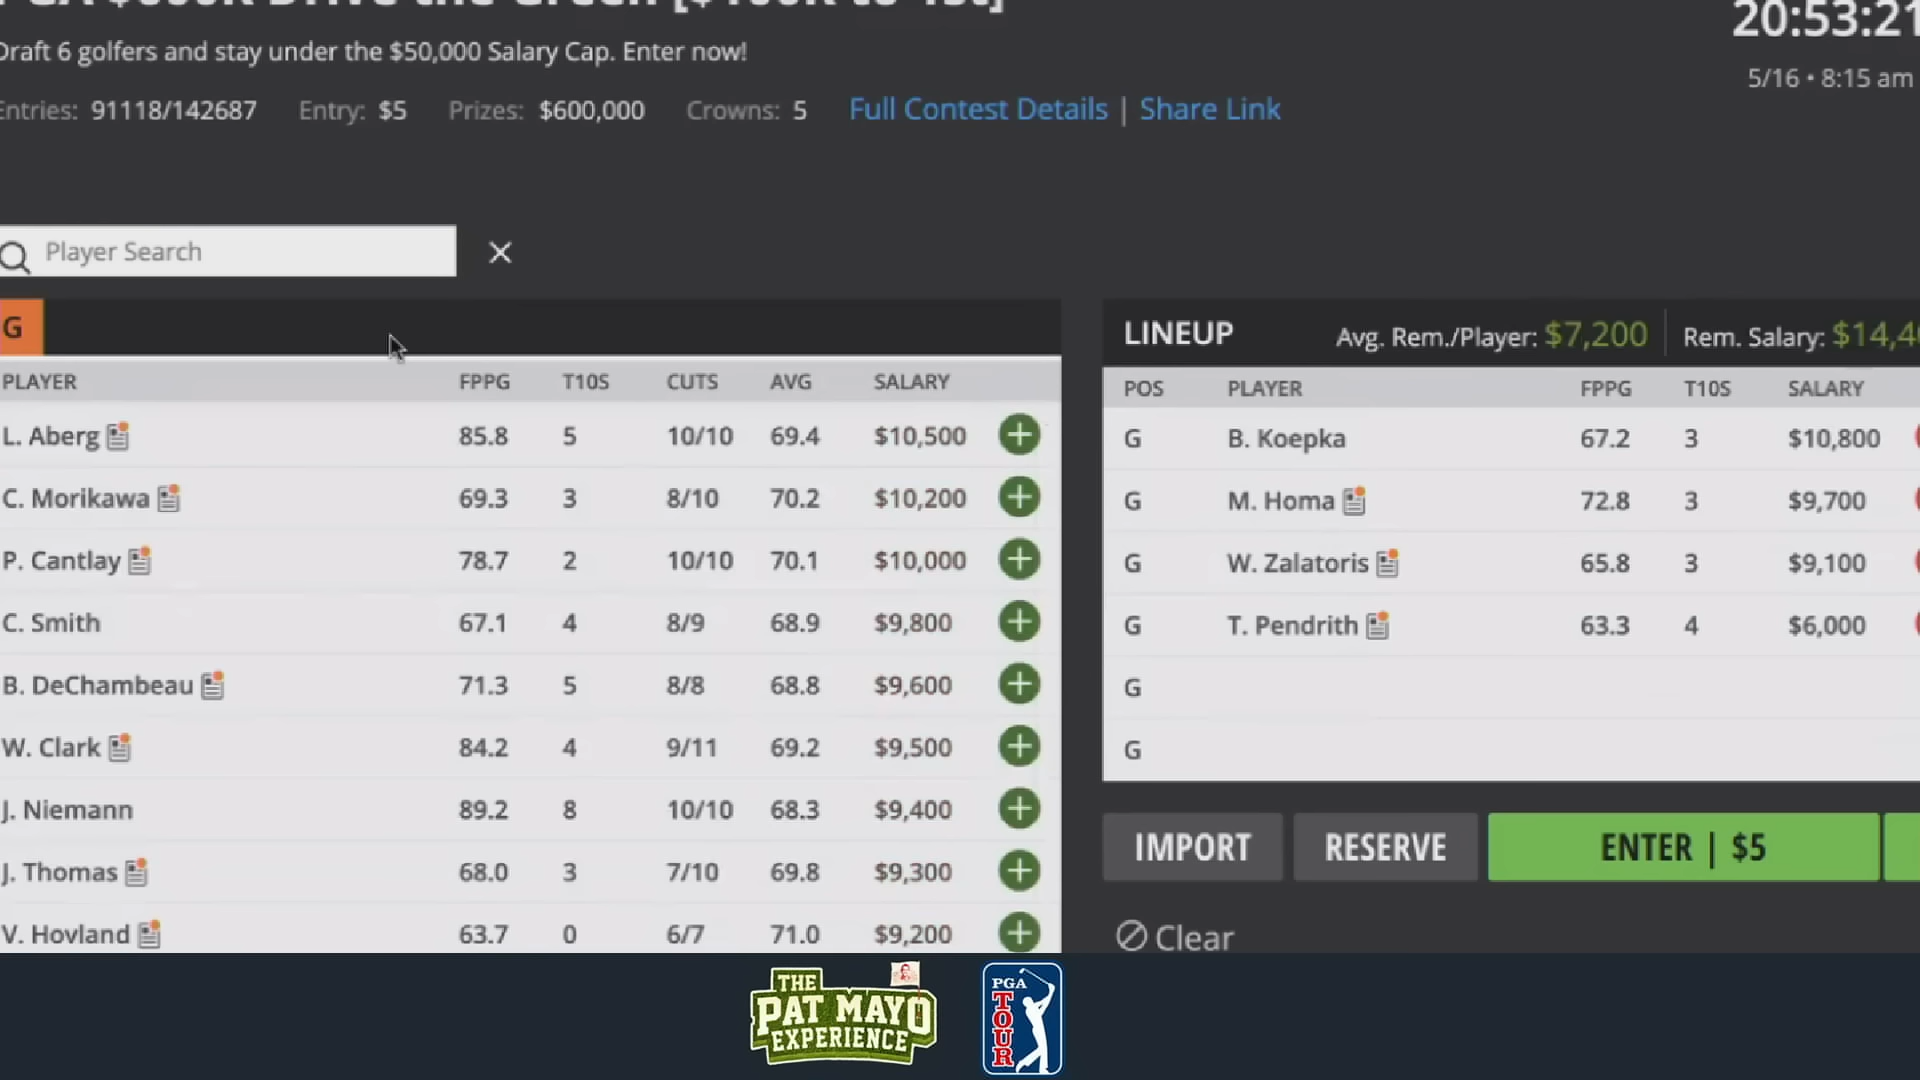 20:53:21
Draft 6 golfers and stay under the $50,000 Salary Cap. Enter now!
5/16 • 8:15 am
Entries: 91118/142687 Entry: $5 Prizes: $600,000 Crowns: 5 Full Contest Details | Share Link
Player Search
G
PLAYER FPPG T10S CUTS AVG SALARY
L. Aberg 85.8 5 10/10 69.4 $10,500
C. Morikawa 69.3 3 8/10 70.2 $10,200
P. Cantlay 78.7 2 10/10 70.1 $10,000
C. Smith 67.1 4 8/9 68.9 $9,800
B. DeChambeau 71.3 5 8/8 68.8 $9,600
W. Clark 84.2 4 9/11 69.2 $9,500
J. Niemann 89.2 8 10/10 68.3 $9,400
J. Thomas 68.0 3 7/10 69.8 $9,300
V. Hovland 63.7 0 6/7 71.0 $9,200
LINEUP Avg. Rem./Player: $7,200 Rem. Salary: $14,4
POS PLAYER FPPG T10S SALARY
G B. Koepka 67.2 3 $10,800
G M. Homa 72.8 3 $9,700
G W. Zalatoris 65.8 3 $9,100
G T. Pendrith 63.3 4 $6,000
G
G
IMPORT RESERVE ENTER | $5
Clear
THE
PAT MAYO
EXPERIENCE
PGA
TOUR